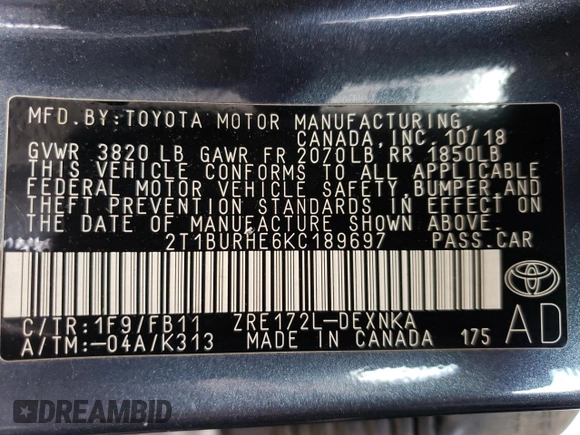 MFD. BY: TOYOTA MOTOR MANUFACTURING,
CANADA, INC. 10/18
GVWR 3820 LB GAWR FR 2070LB RR 1850LB
THIS VEHICLE CONFORMS TO ALL APPLICABLE
FEDERAL MOTOR VEHICLE SAFETY, BUMPER AND
THEFT PREVENTION STANDARDS IN EFFECT ON
THE DATE OF MANUFACTURE SHOWN ABOVE.
2T1BURHE6KC189697 PASS.CAR
C/TR:1F9/FB11 ZRE172L-DEXNKA
A/TM:-04A/K313 MADE IN CANADA 175 AD
DREAMBID